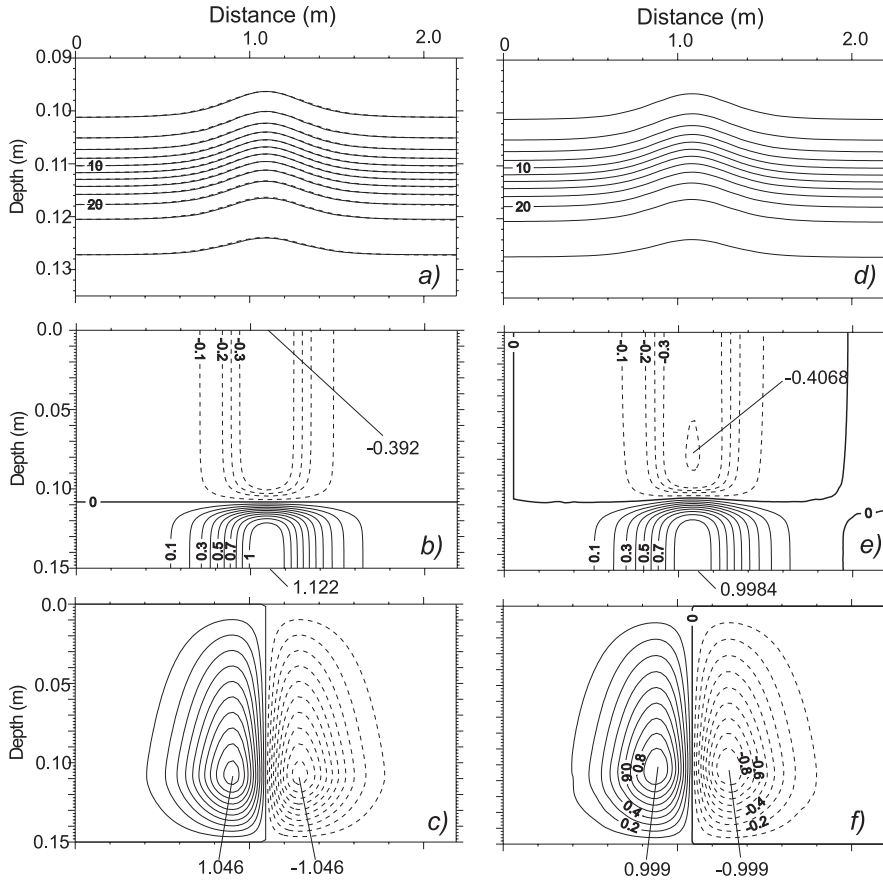 Distance (m)
0 1.0 2.0
Depth (m)
0.09
0.10
0.11
0.12
0.13
10
20
a)
Distance (m)
0 1.0 2.0
10
20
d)
Depth (m)
0.0
0.05
0.10
0.15
-0.1 -0.2 -0.3
-0.392
0
0.1 0.3 0.5 0.7 1
b)
1.122
0
-0.1 -0.2 -0.3
-0.4068
0
0.1 0.3 0.5 0.7
e)
0.9984
Depth (m)
0.0
0.05
0.10
0.15
c)
1.046 -1.046
0
0.6 0.8
-0.8 -0.6
0.4 -0.4
0.2 -0.2
f)
0.999 -0.999